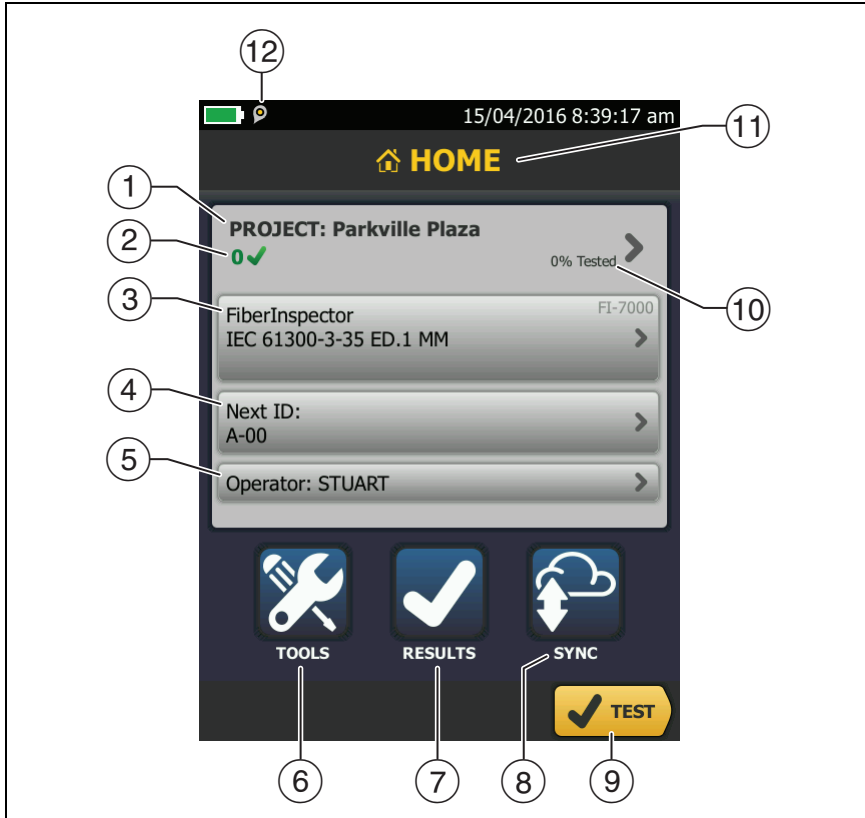 12
15/04/2016 8:39:17 am
11
HOME
1
PROJECT: Parkville Plaza
2
0
0% Tested
10
3
FiberInspector
FI-7000
IEC 61300-3-35 ED.1 MM
4
Next ID:
A-00
5
Operator: STUART
TOOLS
RESULTS
SYNC
TEST
6
7
8
9